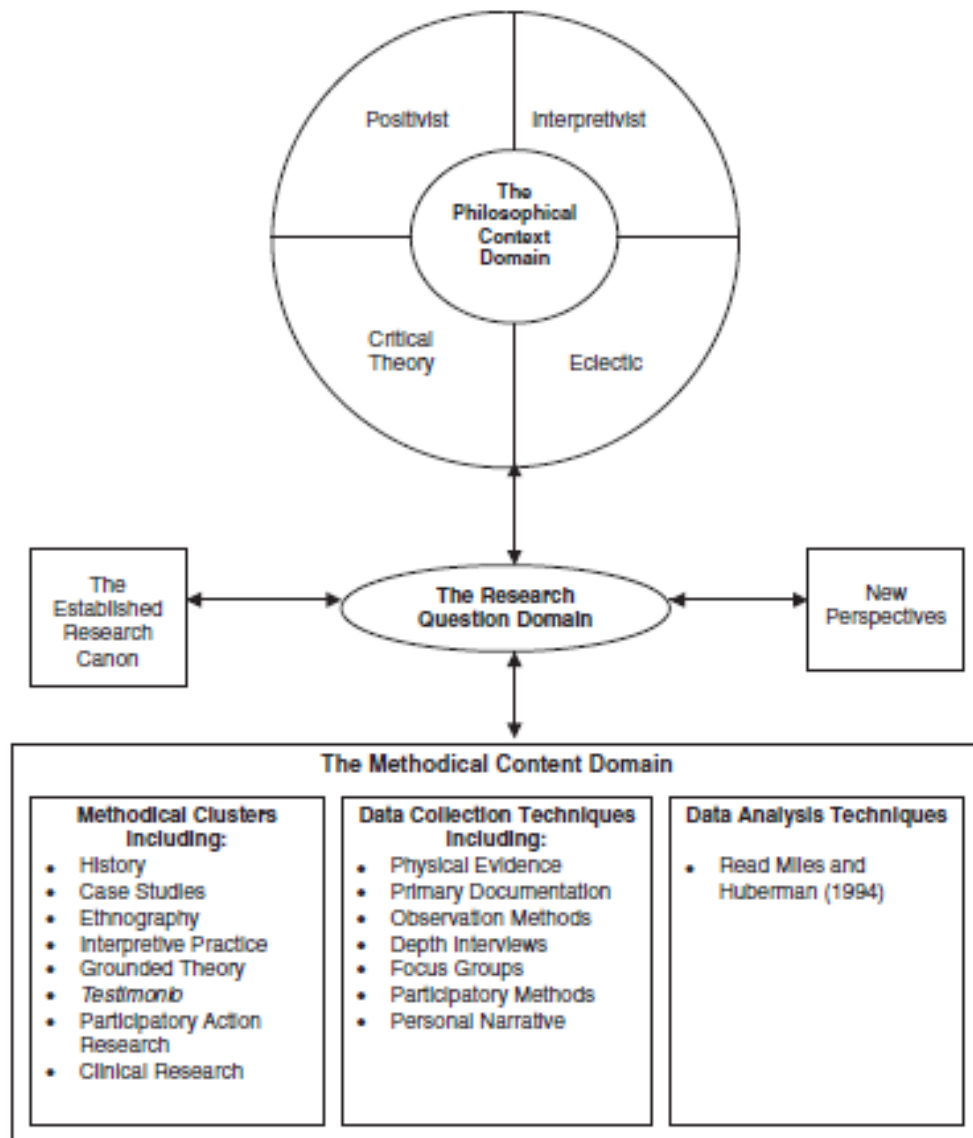 Positivist
Interpretivist
The
Philosophical
Context
Domain
Critical
Theory
Eclectic
The
Established
Research
Canon
The Research
Question Domain
New
Perspectives
The Methodical Content Domain
Methodical Clusters
Including:
• History
• Case Studies
• Ethnography
• Interpretive Practice
• Grounded Theory
• Testimonio
• Participatory Action
Research
• Clinical Research
Data Collection Techniques
Including:
• Physical Evidence
• Primary Documentation
• Observation Methods
• Depth Interviews
• Focus Groups
• Participatory Methods
• Personal Narrative
Data Analysis Techniques
• Read Miles and
Huberman (1994)